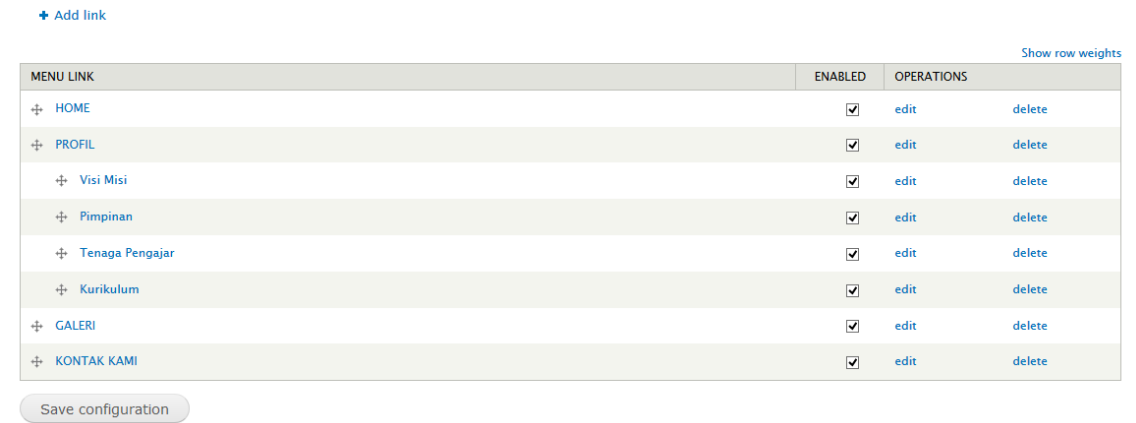 Add link
Show row weights
MENU LINK ENABLED OPERATIONS
HOME edit delete
PROFIL edit delete
Visi Misi edit delete
Pimpinan edit delete
Tenaga Pengajar edit delete
Kurikulum edit delete
GALERI edit delete
KONTAK KAMI edit delete
Save configuration